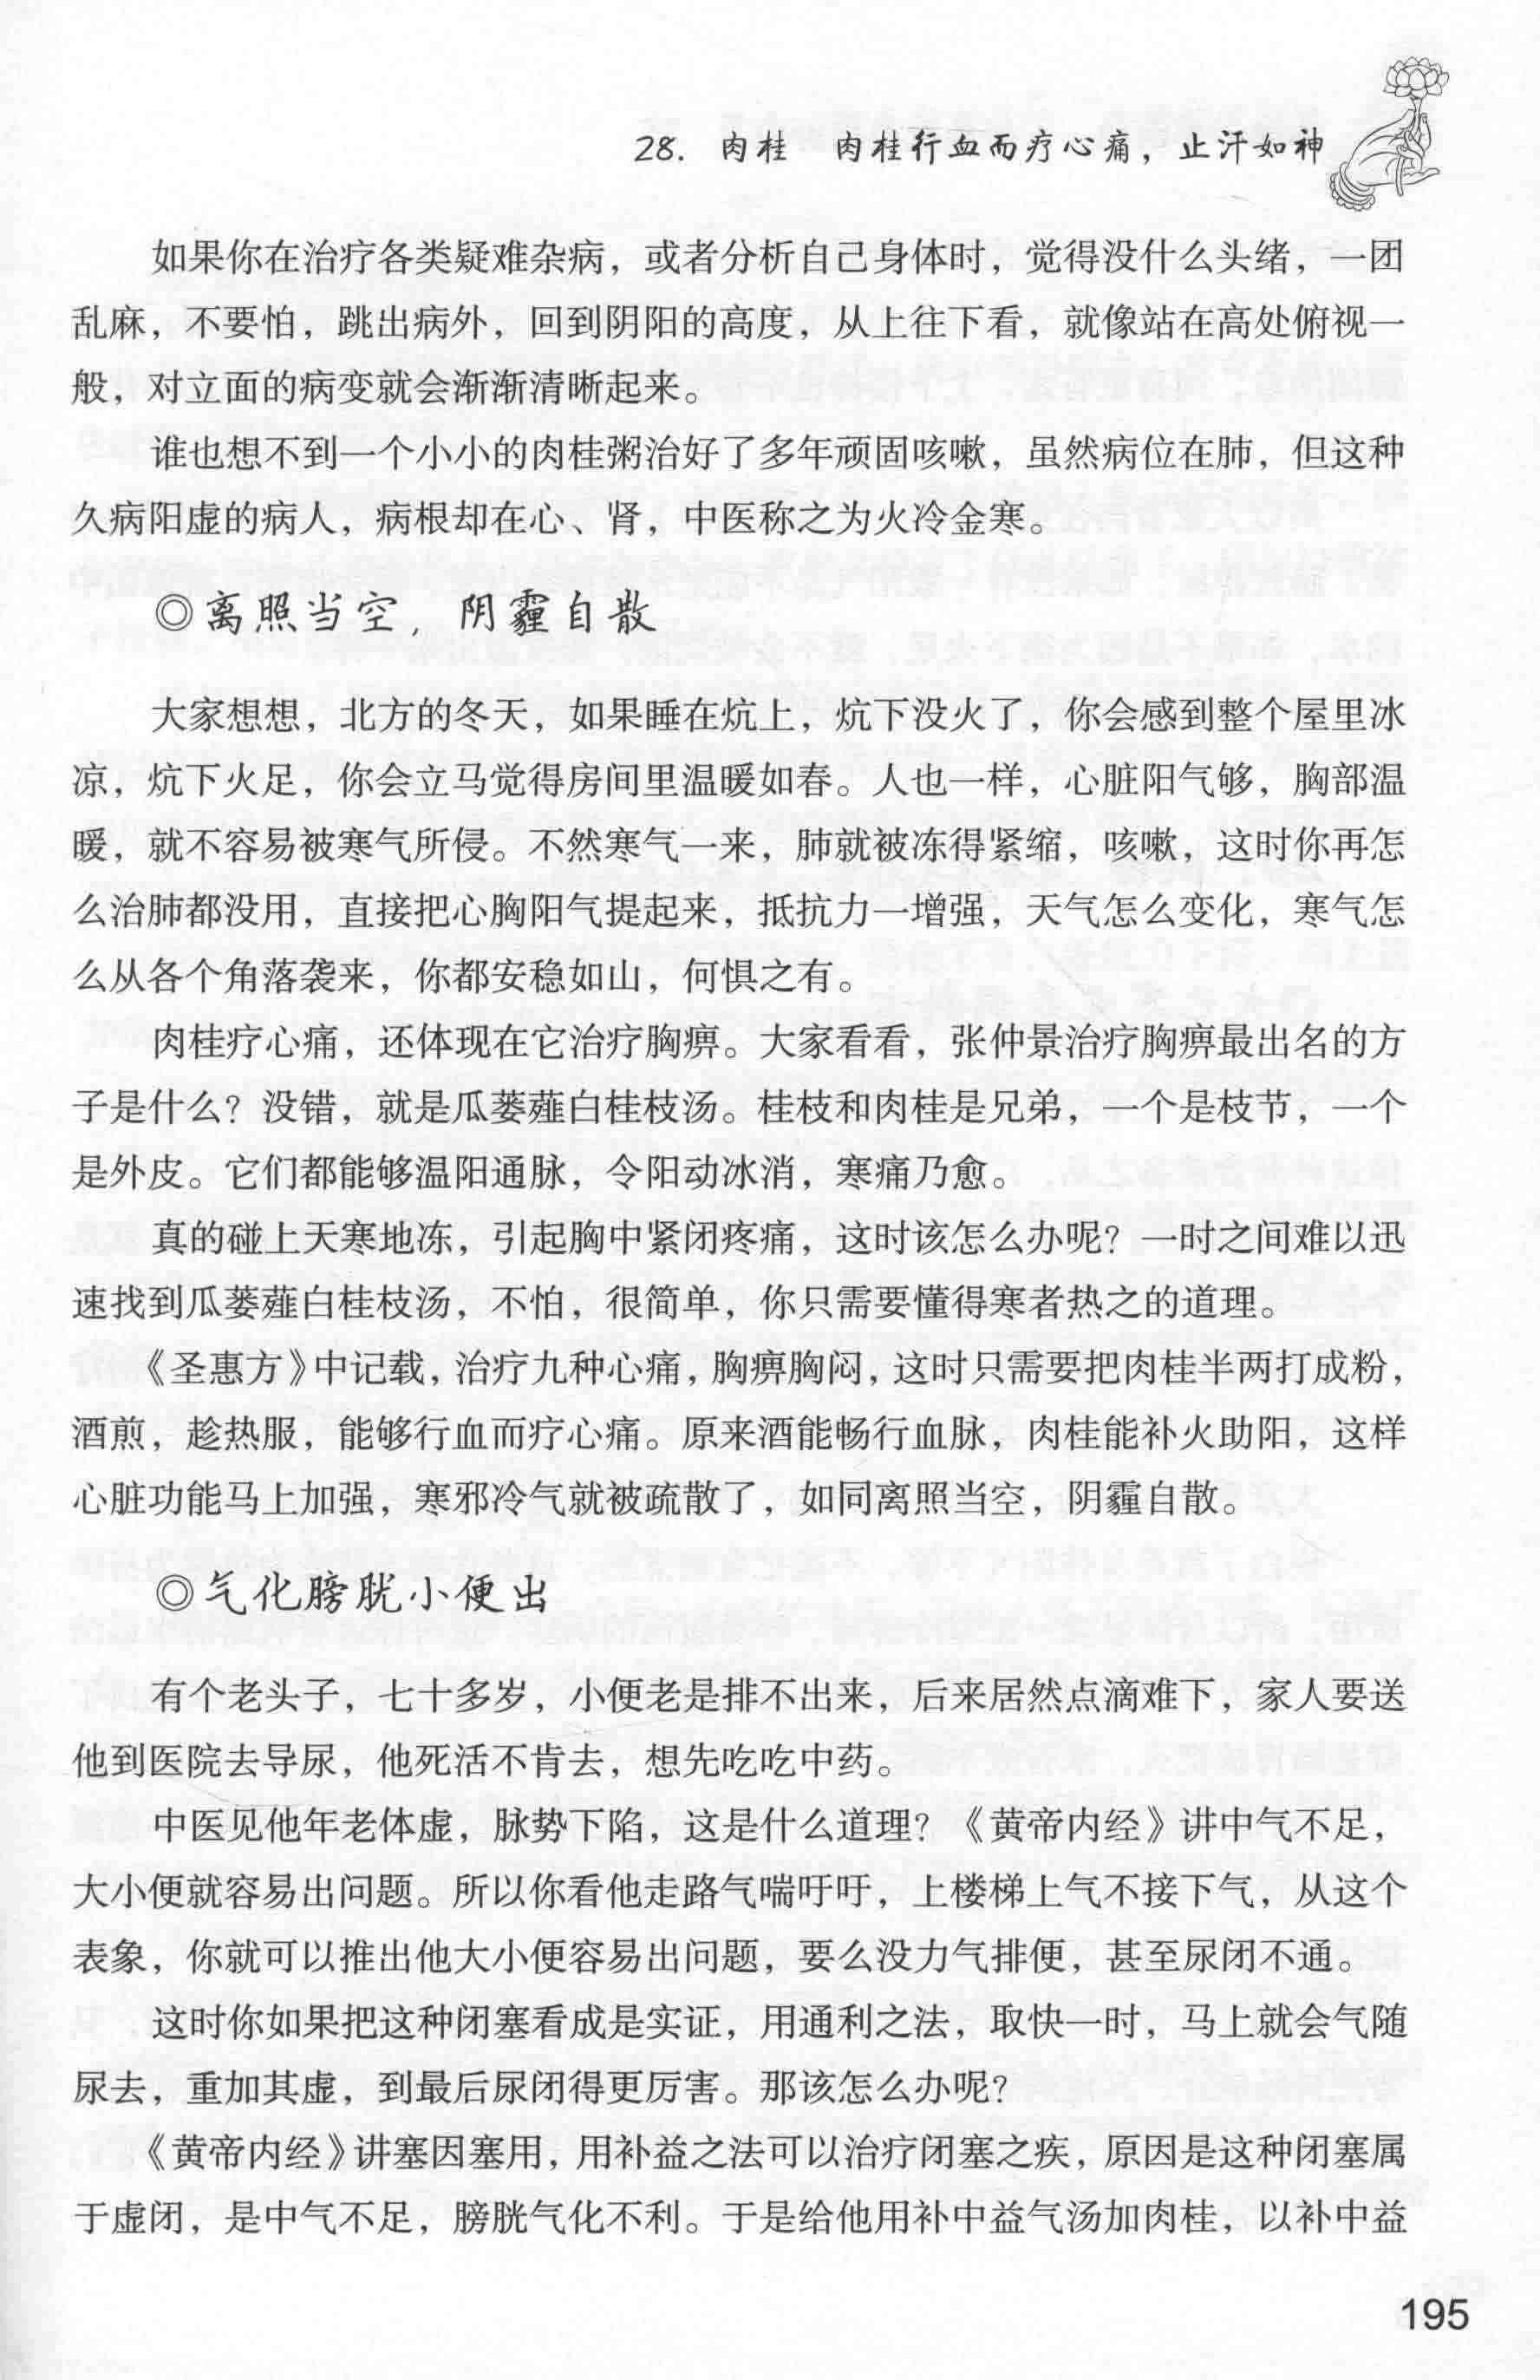 28. 肉桂　肉桂行血而疗心痛，止汗如神
如果你在治疗各类疑难杂病，或者分析自己身体时，觉得没什么头绪，一团
乱麻，不要怕，跳出病外，回到阴阳的高度，从上往下看，就像站在高处俯视一
般，对立面的病变就会渐渐清晰起来。
谁也想不到一个小小的肉桂粥治好了多年顽固咳嗽，虽然病位在肺，但这种
久病阳虚的病人，病根却在心、肾，中医称之为火冷金寒。
◎离照当空，阴霾自散
大家想想，北方的冬天，如果睡在炕上，炕下没火了，你会感到整个屋里冰
凉，炕下火足，你会立马觉得房间里温暖如春。人也一样，心脏阳气够，胸部温
暖，就不容易被寒气所侵。不然寒气一来，肺就被冻得紧缩，咳嗽，这时你再怎
么治肺都没用，直接把心胸阳气提起来，抵抗力一增强，天气怎么变化，寒气怎
么从各个角落袭来，你都安稳如山，何惧之有。
肉桂疗心痛，还体现在它治疗胸痹。大家看看，张仲景治疗胸痹最出名的方
子是什么？没错，就是瓜蒌薤白桂枝汤。桂枝和肉桂是兄弟，一个是枝节，一个
是外皮。它们都能够温阳通脉，令阳动冰消，寒痛乃愈。
真的碰上天寒地冻，引起胸中紧闭疼痛，这时该怎么办呢？一时之间难以迅
速找到瓜蒌薤白桂枝汤，不怕，很简单，你只需要懂得寒者热之的道理。
《圣惠方》中记载，治疗九种心痛，胸痹胸闷，这时只需要把肉桂半两打成粉，
酒煎，趁热服，能够行血而疗心痛。原来酒能畅行血脉，肉桂能补火助阳，这样
心脏功能马上加强，寒邪冷气就被疏散了，如同离照当空，阴霾自散。
◎气化膀胱小便出
有个老头子，七十多岁，小便老是排不出来，后来居然点滴难下，家人要送
他到医院去导尿，他死活不肯去，想先吃吃中药。
中医见他年老体虚，脉势下陷，这是什么道理？《黄帝内经》讲中气不足，
大小便就容易出问题。所以你看他走路气喘吁吁，上楼梯上气不接下气，从这个
表象，你就可以推出他大小便容易出问题，要么没力气排便，甚至尿闭不通。
这时你如果把这种闭塞看成是实证，用通利之法，取快一时，马上就会气随
尿去，重加其虚，到最后尿闭得更厉害。那该怎么办呢？
《黄帝内经》讲塞因塞用，用补益之法可以治疗闭塞之疾，原因是这种闭塞属
于虚闭，是中气不足，膀胱气化不利。于是给他用补中益气汤加肉桂，以补中益
195